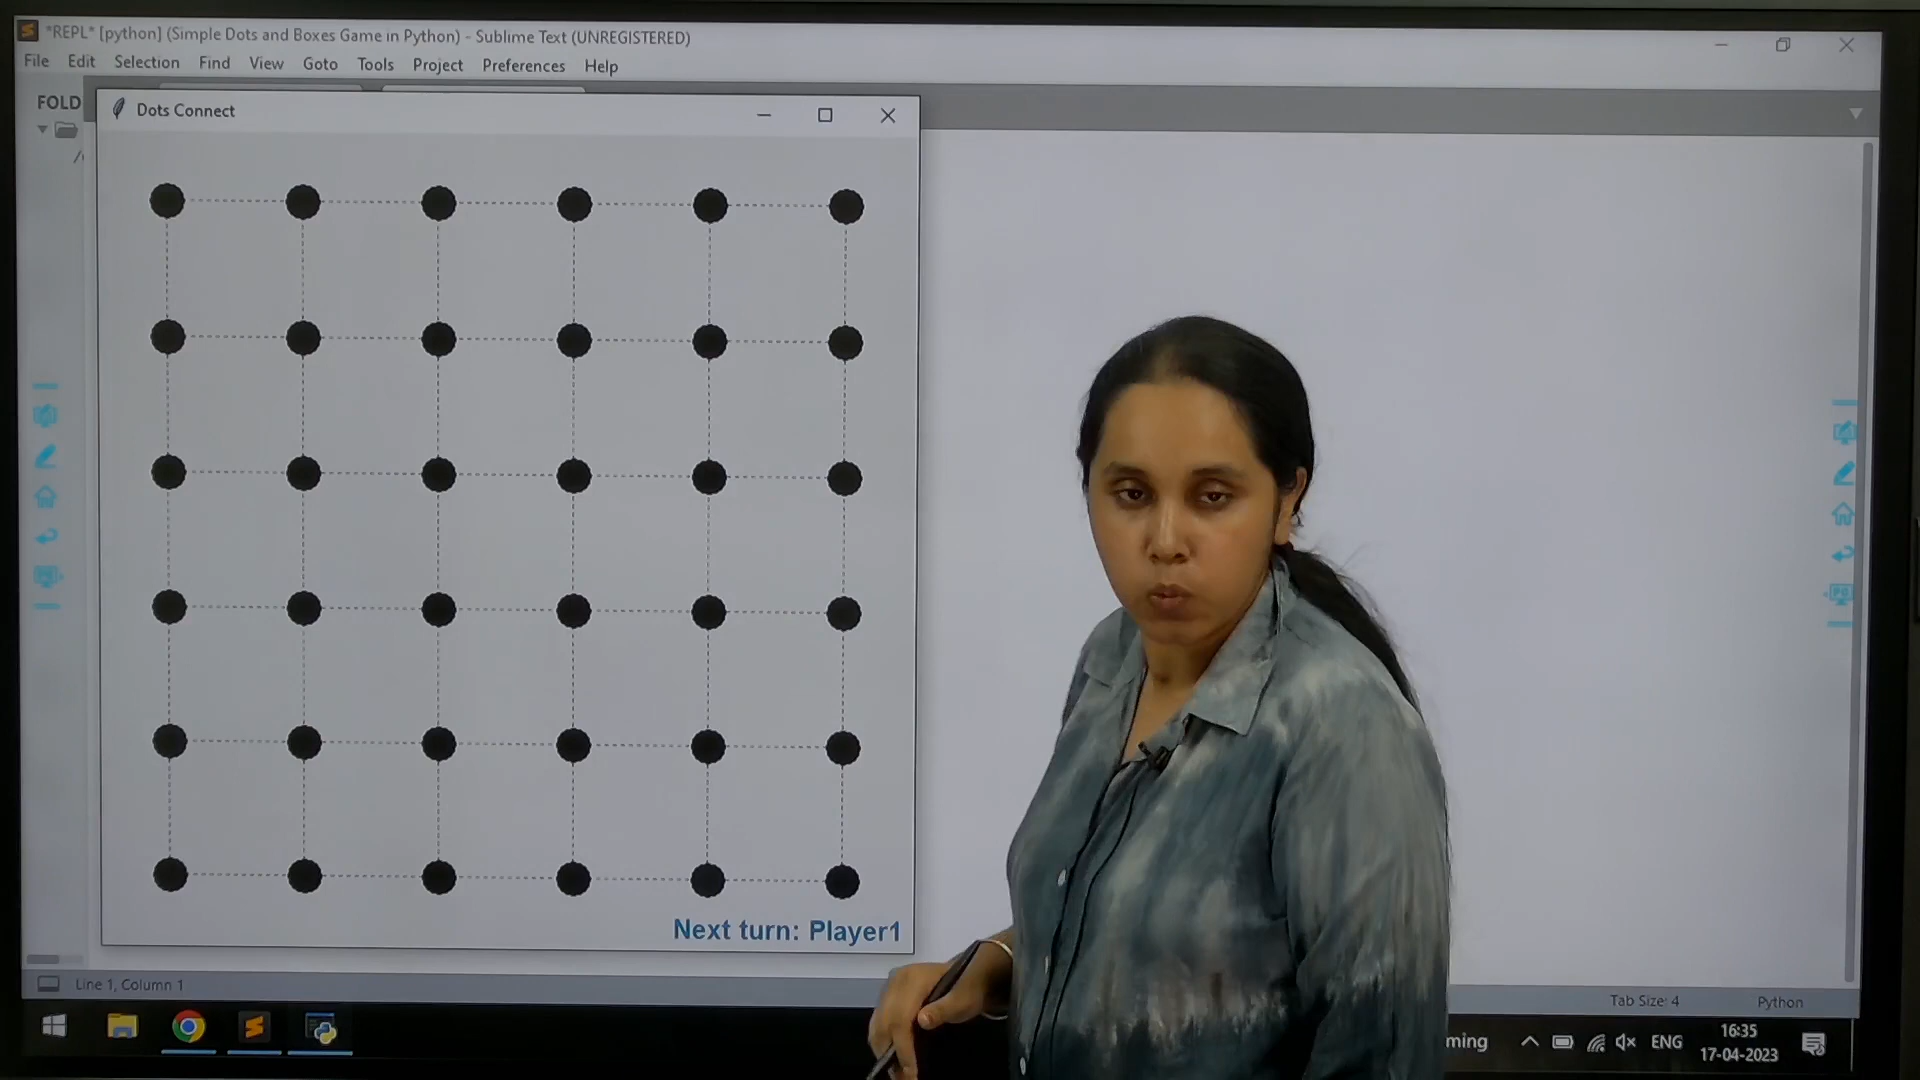 *REPL* [python] (Simple Dots and Boxes Game in Python) - Sublime Text (UNREGISTERED)
File Edit Selection Find View Goto Tools Project Preferences Help
FOLD
Dots Connect
Next turn: Player1
Line 1, Column 1
Tab Size: 4 Python
ming
ENG
16:35
17-04-2023